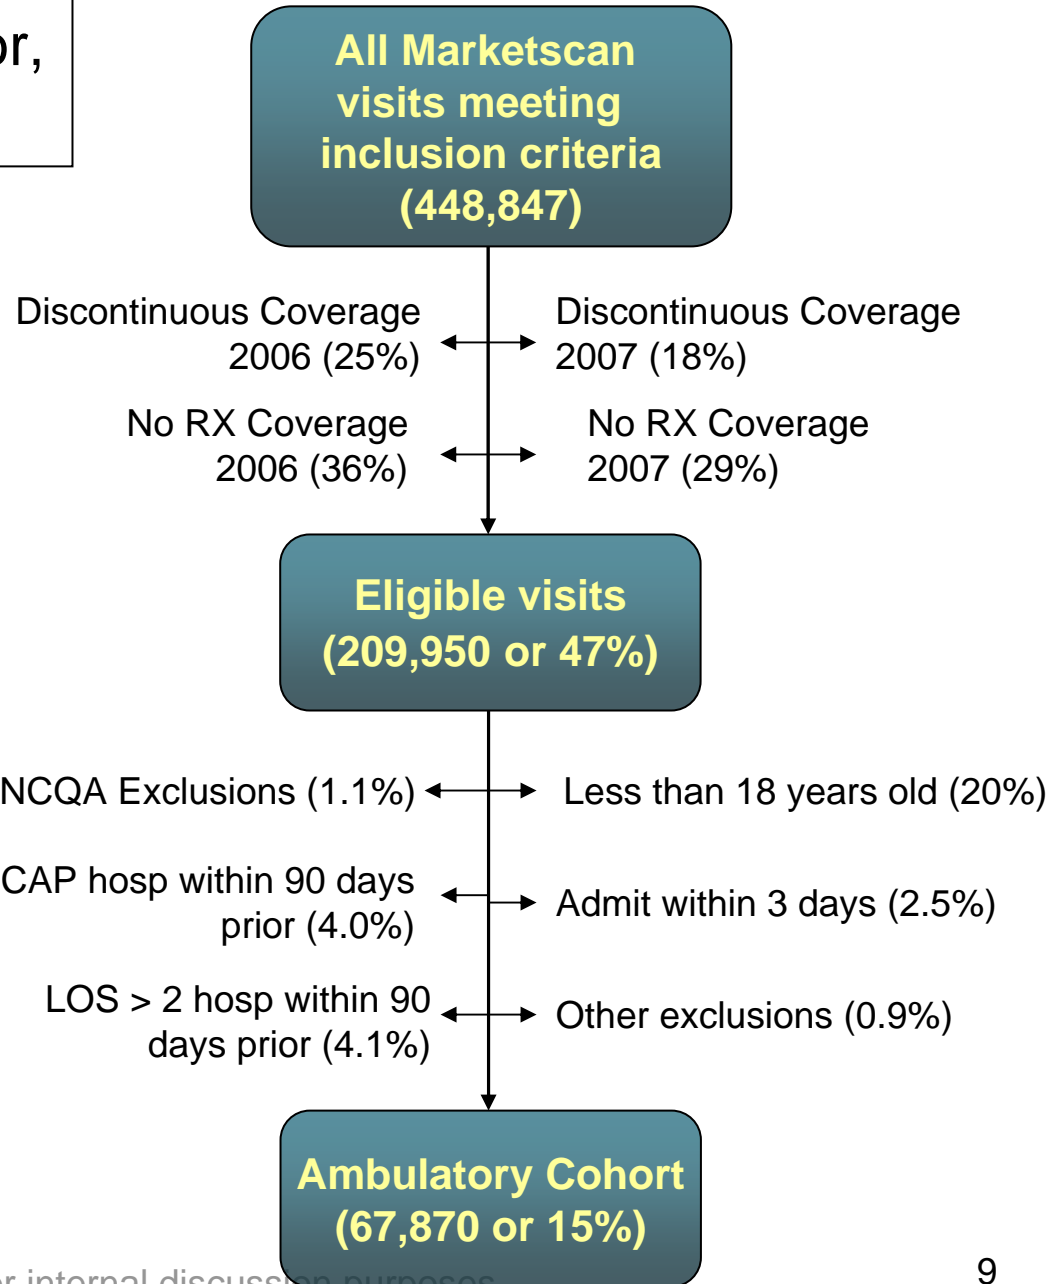 or,
All Marketscan
visits meeting
inclusion criteria
(448,847)
Discontinuous Coverage
2006 (25%)
Discontinuous Coverage
2007 (18%)
No RX Coverage
2006 (36%)
No RX Coverage
2007 (29%)
Eligible visits
(209,950 or 47%)
NCQA Exclusions (1.1%)
Less than 18 years old (20%)
CAP hosp within 90 days
prior (4.0%)
Admit within 3 days (2.5%)
LOS > 2 hosp within 90
days prior (4.1%)
Other exclusions (0.9%)
Ambulatory Cohort
(67,870 or 15%)
r internal discussion purposes
9